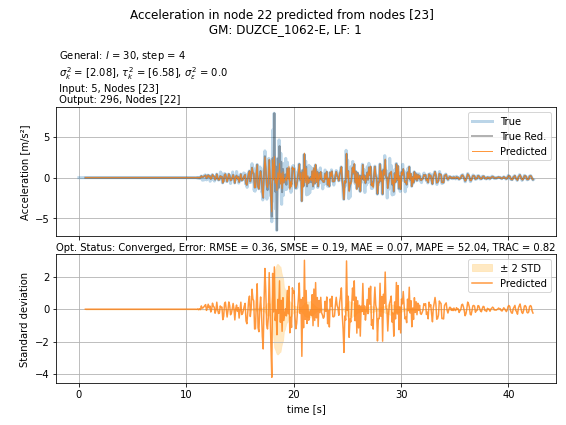 Acceleration in node 22 predicted from nodes [23]
GM: DUZCE_1062-E, LF: 1
General: l = 30, step = 4
σ²ₖ = [2.08], τ²ₖ = [6.58], σ²ε = 0.0
Input: 5, Nodes [23]
Output: 296, Nodes [22]
Acceleration [m/s²]
5
0
−5
True
True Red.
Predicted
Opt. Status: Converged, Error: RMSE = 0.36, SMSE = 0.19, MAE = 0.07, MAPE = 52.04, TRAC = 0.82
Standard deviation
2
0
−2
−4
± 2 STD
Predicted
0 10 20 30 40
time [s]